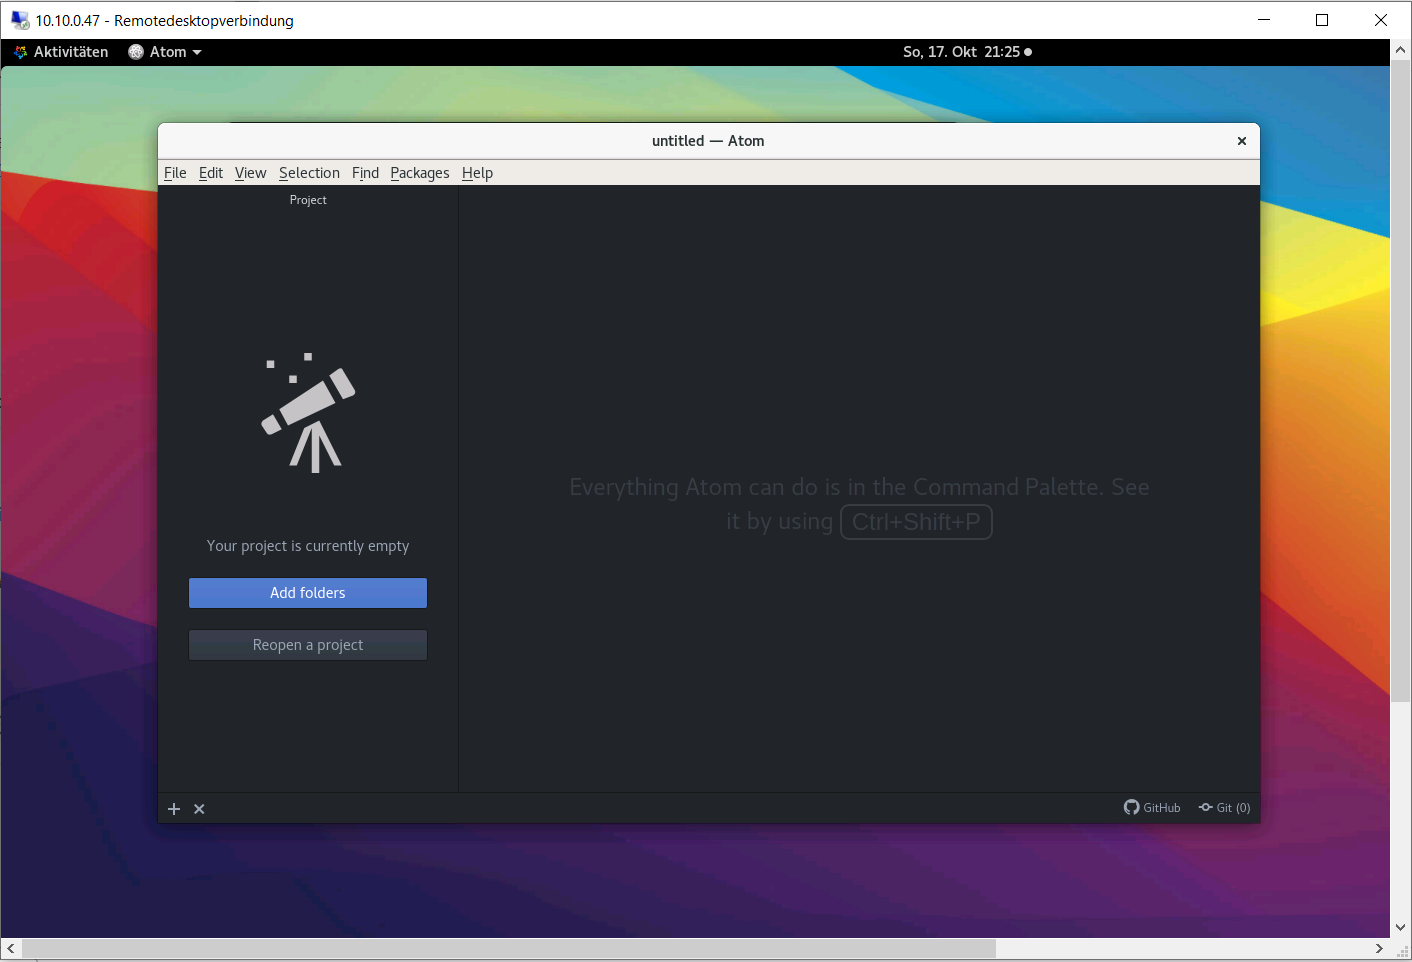 10.10.0.47 - Remotedesktopverbindung
Aktivitäten Atom So, 17. Okt 21:25
untitled — Atom
File Edit View Selection Find Packages Help
Project
Everything Atom can do is in the Command Palette. See
it by using Ctrl+Shift+P
Your project is currently empty
Add folders
Reopen a project
GitHub Git (0)